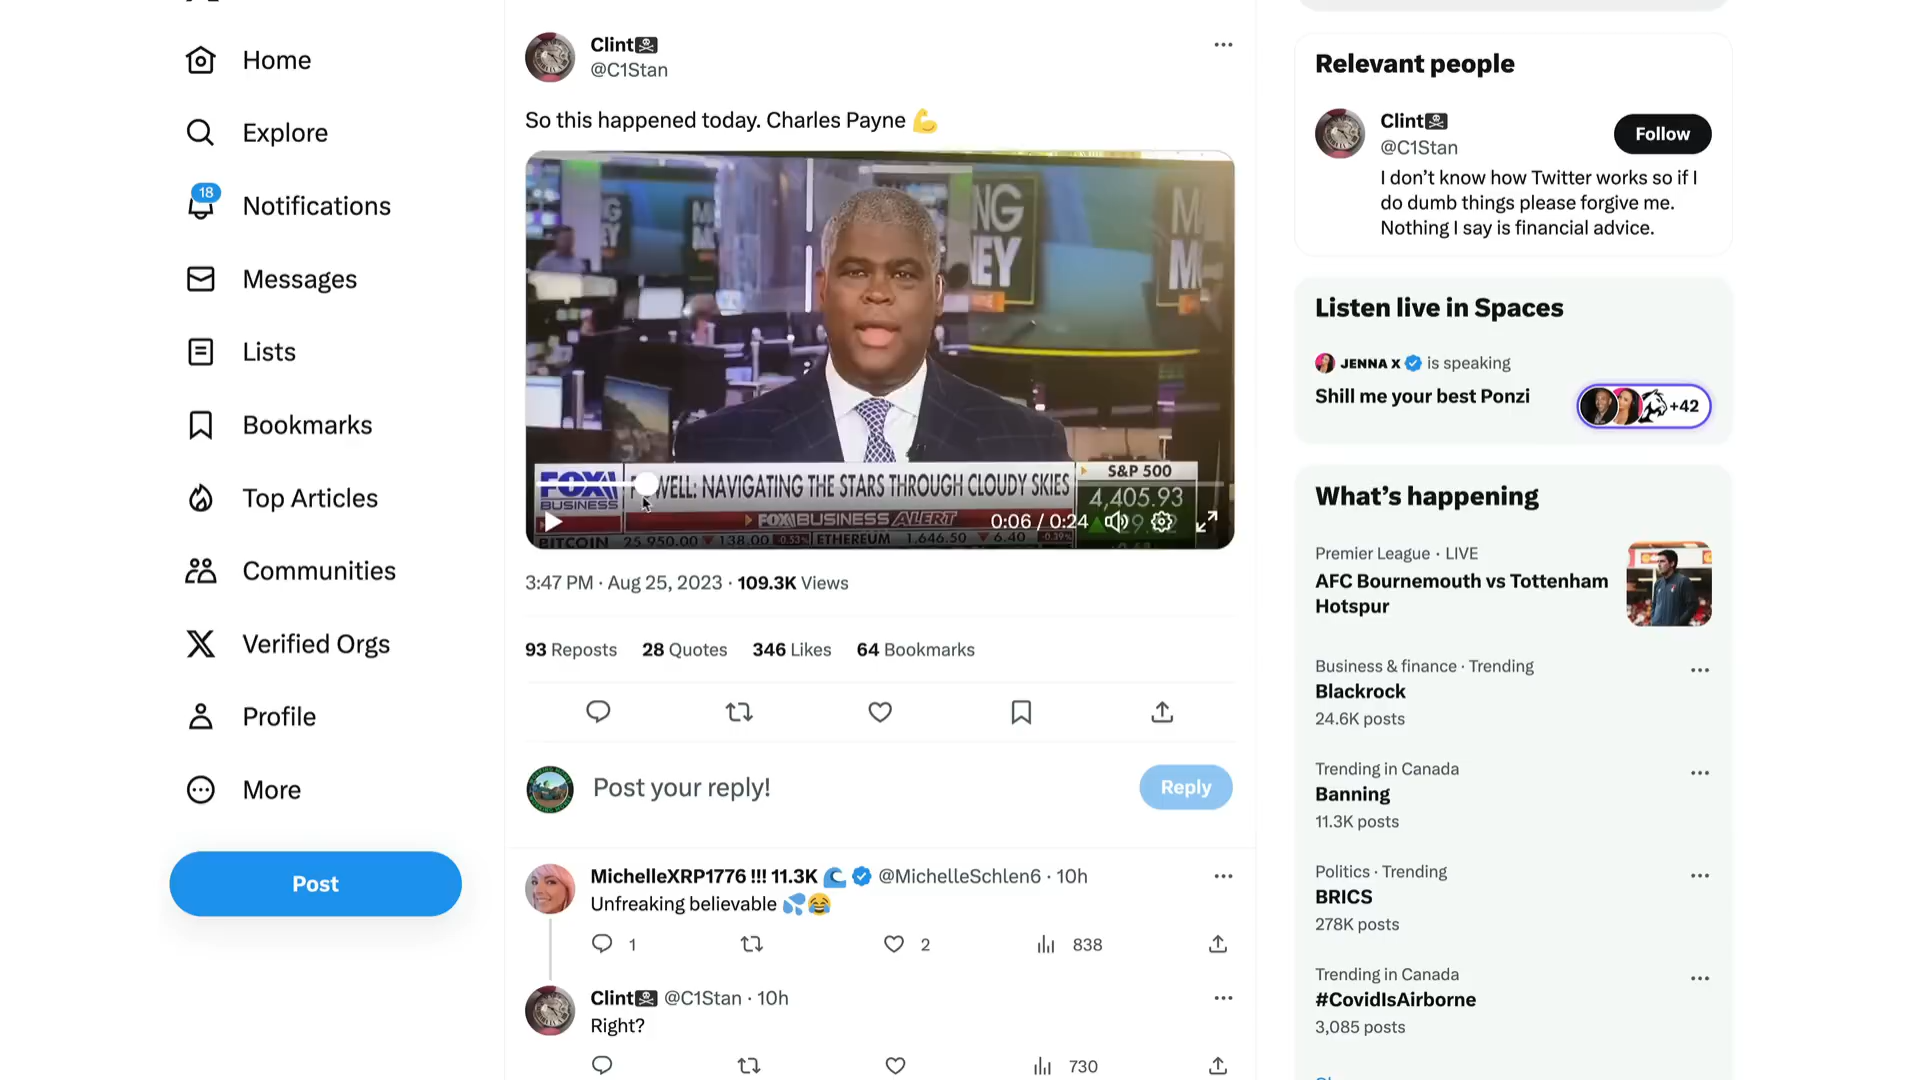 Home
Explore
18
Notifications
Messages
Lists
Bookmarks
Top Articles
Communities
Verified Orgs
Profile
More
Post
Clint
@C1Stan
So this happened today. Charles Payne
FOX
BUSINESS
WELL: NAVIGATING THE STARS THROUGH CLOUDY SKIES
FOX BUSINESS ALERT
BITCOIN 25,950.00 138.00 -0.53% ETHEREUM 1,646.50 6.40 -0.39%
S&P 500
4,405.93
0:06 / 0:24
3:47 PM · Aug 25, 2023 · 109.3K Views
93 Reposts 28 Quotes 346 Likes 64 Bookmarks
Post your reply!
Reply
MichelleXRP1776 !!! 11.3K @MichelleSchlen6 · 10h
Unfreaking believable
1 2 838
Clint @C1Stan · 10h
Right?
730
Relevant people
Clint
@C1Stan
Follow
I don’t know how Twitter works so if I
do dumb things please forgive me.
Nothing I say is financial advice.
Listen live in Spaces
JENNA X is speaking
Shill me your best Ponzi
+42
What’s happening
Premier League · LIVE
AFC Bournemouth vs Tottenham
Hotspur
Business & finance · Trending
Blackrock
24.6K posts
Trending in Canada
Banning
11.3K posts
Politics · Trending
BRICS
278K posts
Trending in Canada
#CovidIsAirborne
3,085 posts